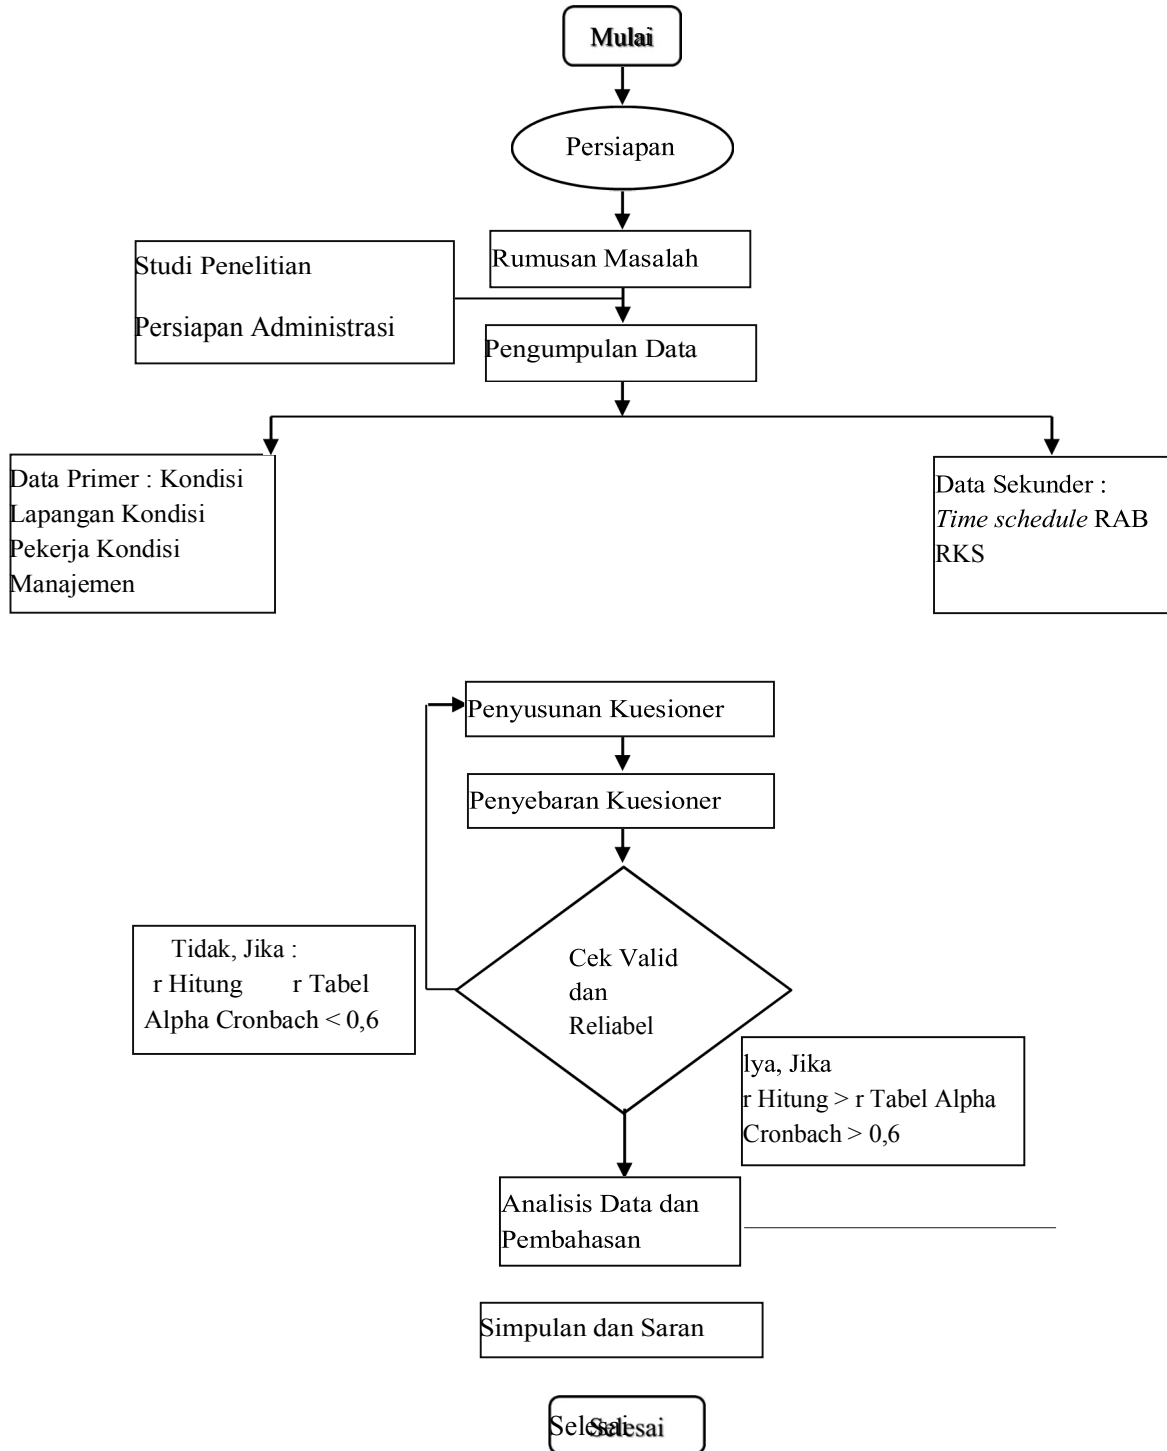 Mulai
Persiapan
Rumusan Masalah
Studi Penelitian
Persiapan Administrasi
Pengumpulan Data
Data Primer : Kondisi
Lapangan Kondisi
Pekerja Kondisi
Manajemen
Data Sekunder :
Time schedule RAB
RKS
Penyusunan Kuesioner
Penyebaran Kuesioner
Cek Valid
dan
Reliabel
Tidak, Jika :
r Hitung r Tabel
Alpha Cronbach < 0,6
lya, Jika
r Hitung > r Tabel Alpha
Cronbach > 0,6
Analisis Data dan
Pembahasan
Simpulan dan Saran
Selesai